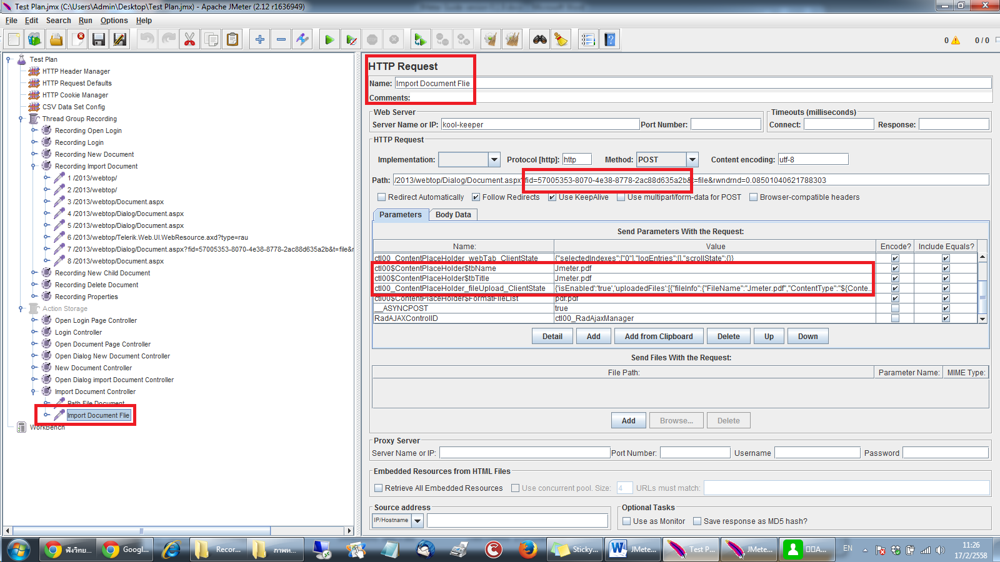 Test Plan.jmx (C:\Users\Admin\Desktop\Test Plan.jmx) - Apache JMeter (2.12 r1636949)
File Edit Search Run Options Help
0 0 / 0
Test Plan
HTTP Header Manager
HTTP Request Defaults
HTTP Cookie Manager
CSV Data Set Config
Thread Group Recording
Recording Open Login
Recording Login
Recording New Document
Recording Import Document
1 /2013/webtop/
2 /2013/webtop/
3 /2013/webtop/Document.aspx
4 /2013/webtop/Dialog/Document.aspx
5 /2013/webtop/Dialog/Document.aspx
6 /2013/webtop/Telerik.Web.UI.WebResource.axd?type=rau
7 /2013/webtop/Dialog/Document.aspx?fid=57005353-8070-4e38-8778-2ac88d635a2b&t=file&r
8 /2013/webtop/Document.aspx
Recording New Child Document
Recording Delete Document
Recording Properties
Action Storage
Open Login Page Controller
Login Controller
Open Document Page Controller
Open Dialog New Document Controller
New Document Controller
Open Dialog import Document Controller
Import Document Controller
Path File Document
Import Document Flie
WorkBench
HTTP Request
Name: Import Document Flie
Comments:
Web Server
Server Name or IP: kool-keeper Port Number:
Timeouts (milliseconds)
Connect: Response:
HTTP Request
Implementation: Protocol [http]: http Method: POST Content encoding: utf-8
Path: /2013/webtop/Dialog/Document.aspx?fid=57005353-8070-4e38-8778-2ac88d635a2b&t=file&rwndrnd=0.08501040621788303
Redirect Automatically Follow Redirects Use KeepAlive Use multipart/form-data for POST Browser-compatible headers
Parameters Body Data
Send Parameters With the Request:
Name: Value Encode? Include Equals?
ctl00_ContentPlaceHolder_webTab_ClientState {"selectedIndexes":["0"],"logEntries":[],"scrollState":{}}
ctl00$ContentPlaceHolder$tbName Jmeter.pdf
ctl00$ContentPlaceHolder$tbTitle Jmeter.pdf
ctl00_ContentPlaceHolder_fileUpload_ClientState {'isEnabled':'true','uploadedFiles':[{"fileInfo":{"FileName":"Jmeter.pdf","ContentType":"${Conte...
ctl00$ContentPlaceHolder$FormatFileList pdf.pdf
__ASYNCPOST true
RadAJAXControlID ctl00_RadAjaxManager
Detail Add Add from Clipboard Delete Up Down
Send Files With the Request:
File Path: Parameter Name: MIME Type:
Add Browse... Delete
Proxy Server
Server Name or IP: Port Number: Username Password
Embedded Resources from HTML Files
Retrieve All Embedded Resources Use concurrent pool. Size: 4 URLs must match:
Source address
IP/Hostname
Optional Tasks
Use as Monitor Save response as MD5 hash?
ฟังวิทย... Googl... Recor... ภาพห... Sticky... JMete... Test P... JMete... A... EN 11:26
17/2/2558